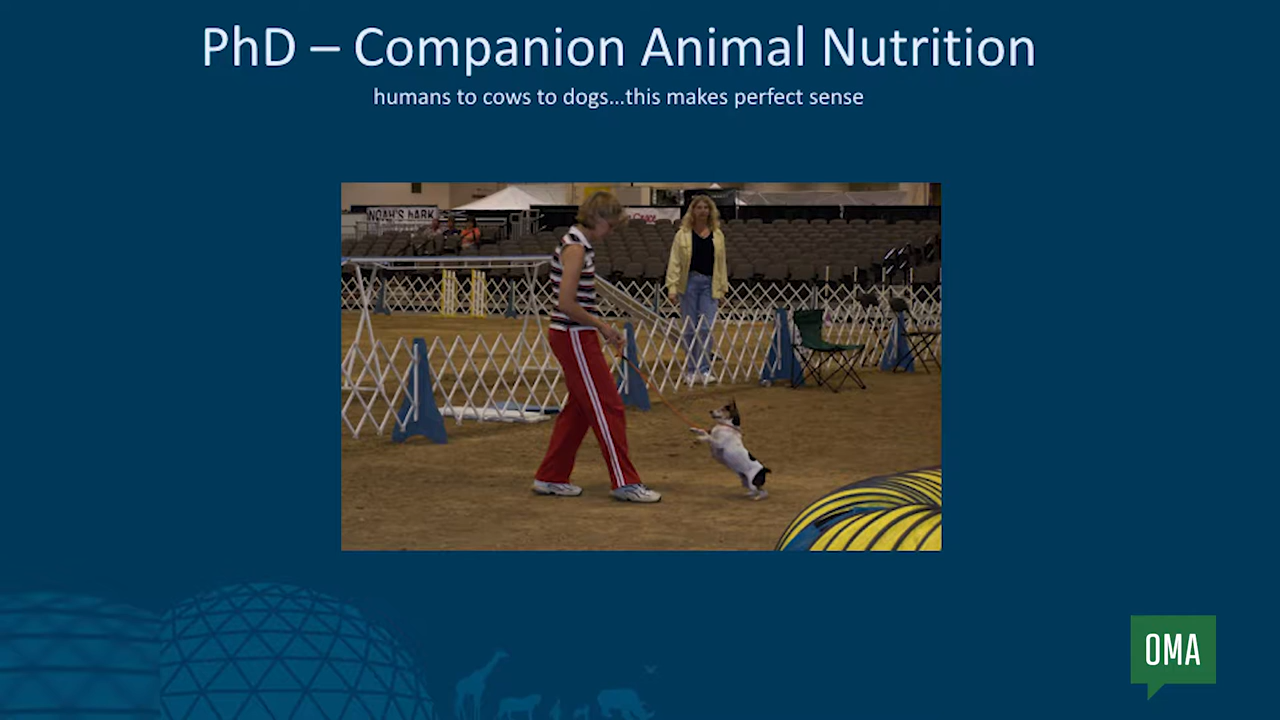 PhD – Companion Animal Nutrition
humans to cows to dogs...this makes perfect sense
NOAH'S bARK
OMA